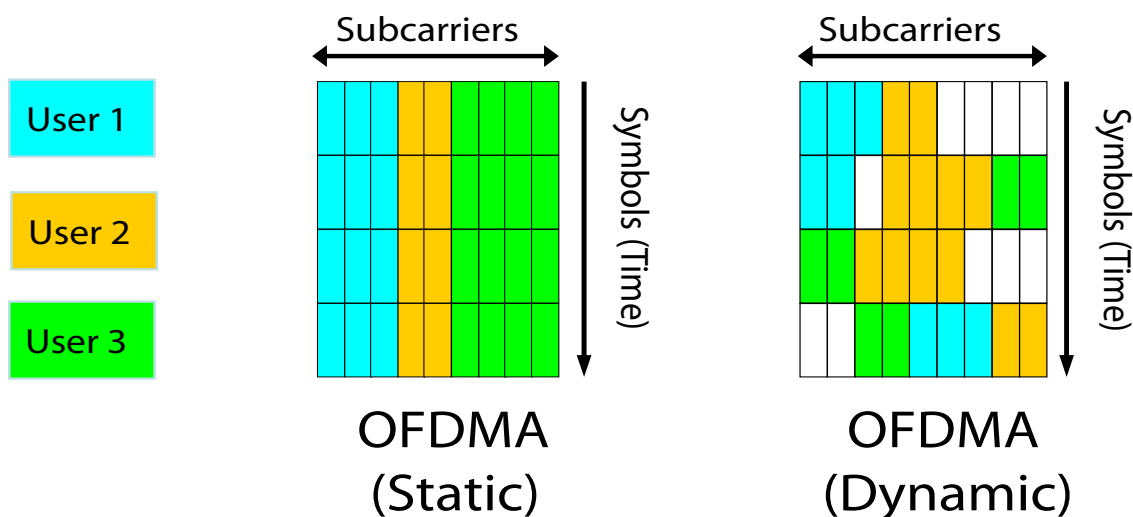 Subcarriers
Subcarriers
User 1
User 2
User 3
Symbols (Time)
Symbols (Time)
OFDMA
(Static)
OFDMA
(Dynamic)